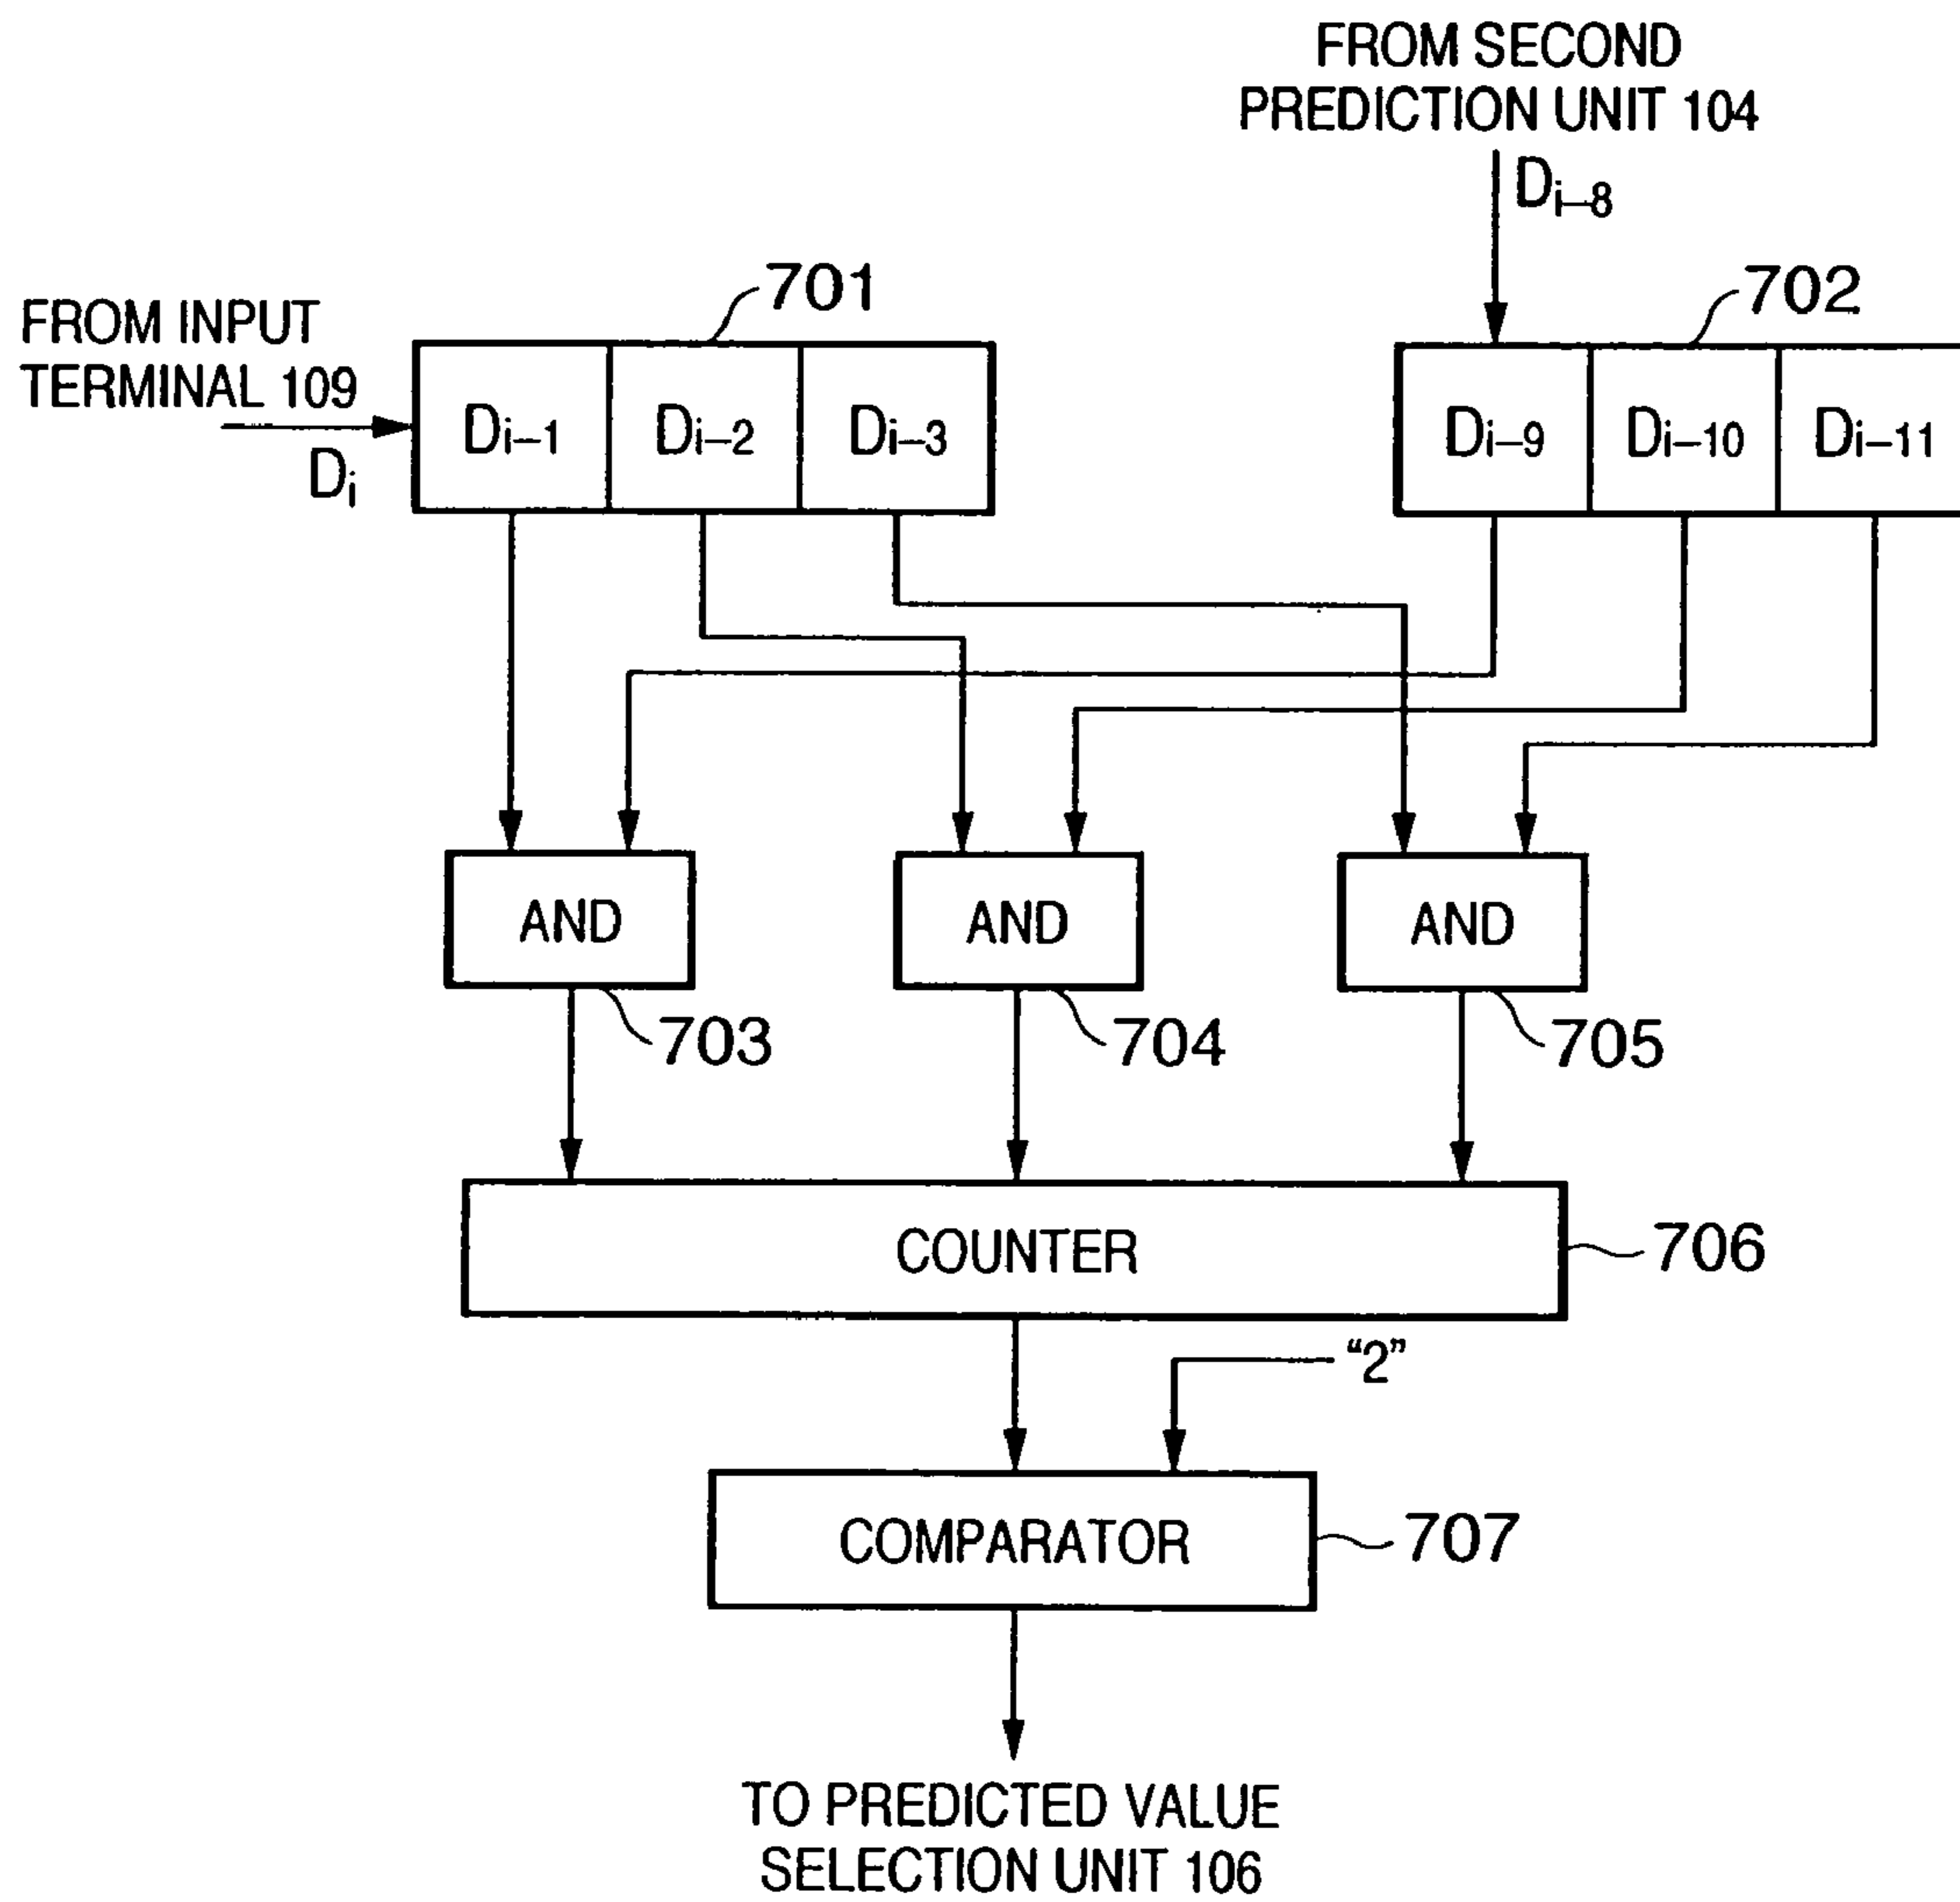 FROM SECOND
PREDICTION UNIT 104
Di–8
701
702
FROM INPUT
TERMINAL 109
Di
Di–1
Di–2
Di–3
Di–9
Di–10
Di–11
AND
AND
AND
703
704
705
COUNTER
706
“2”
COMPARATOR
707
TO PREDICTED VALUE
SELECTION UNIT 106